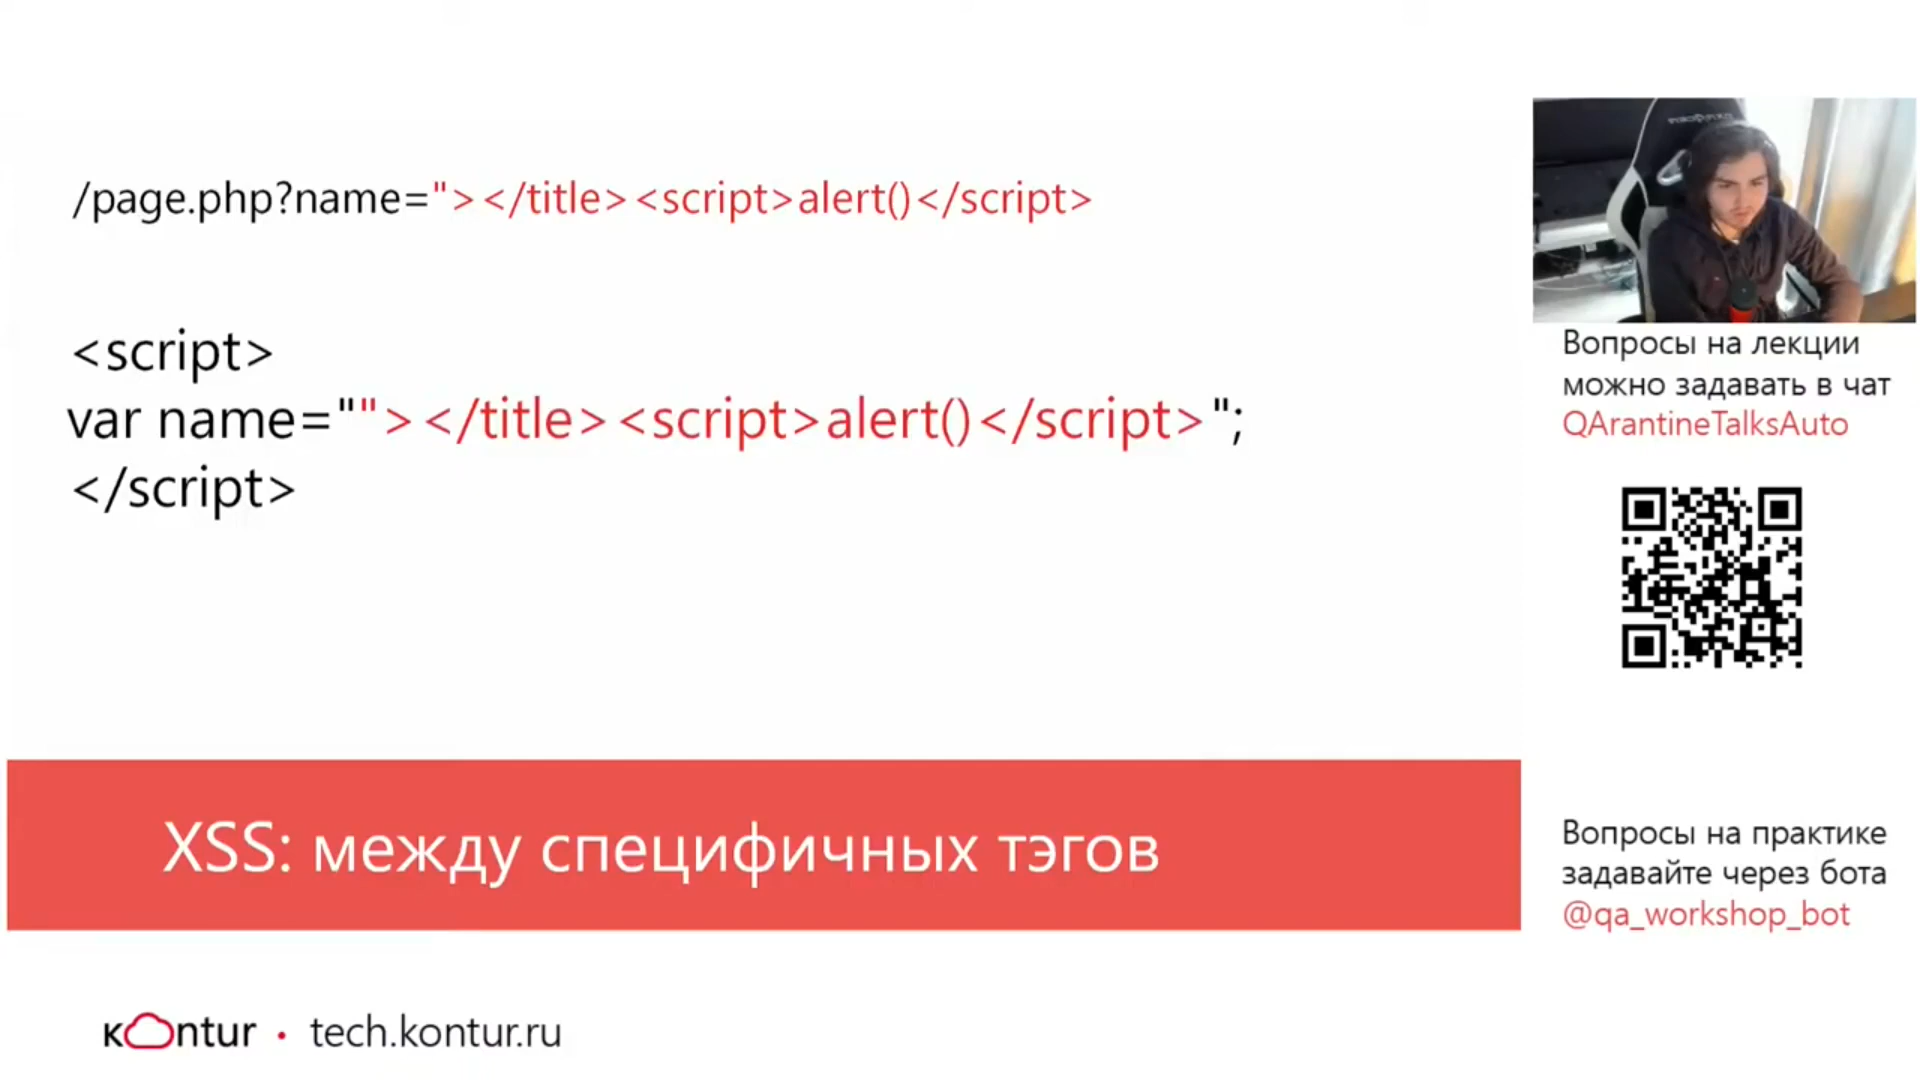 /page.php?name="></title><script>alert()</script>
<script>
var name=""></title><script>alert()</script>";
</script>
XSS: между специфичных тэгов
кontur · tech.kontur.ru
Вопросы на лекции
можно задавать в чат
QArantineTalksAuto
Вопросы на практике
задавайте через бота
@qa_workshop_bot